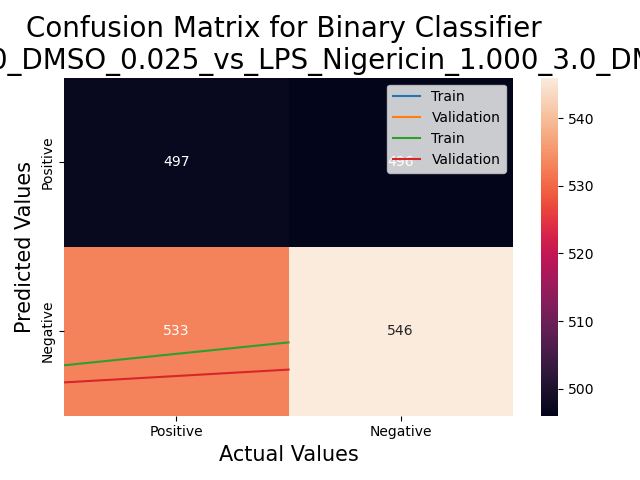 Confusion Matrix for Binary Classifier
0_DMSO_0.025_vs_LPS_Nigericin_1.000_3.0_DM
Train
Validation
Train
Validation
Positive
Negative
Predicted Values
497
496
533
546
Positive
Negative
Actual Values
540
530
520
510
500